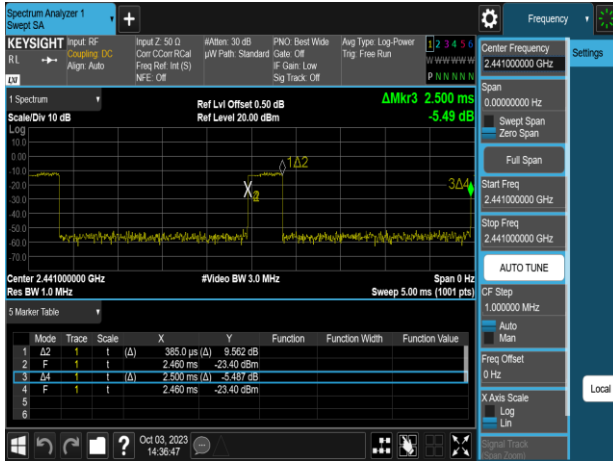 Spectrum Analyzer 1
Swept SA
+
Frequency
KEYSIGHT
RL
LXI
Input: RF
Coupling: DC
Align: Auto
Input Z: 50 Ω
Corr CCorr RCal
Freq Ref: Int (S)
NFE: Off
#Atten: 30 dB
µW Path: Standard
PNO: Best Wide
Gate: Off
IF Gain: Low
Sig Track: Off
Avg Type: Log-Power
Trig: Free Run
1 2 3 4 5 6
W W W W W W
P N N N N N
1 Spectrum
Scale/Div 10 dB
Ref Lvl Offset 0.50 dB
Ref Level 20.00 dBm
ΔMkr3 2.500 ms
-5.49 dB
Log
10.0
0.00
-10.0
-20.0
-30.0
-40.0
-50.0
-60.0
-70.0
1Δ2
X
3Δ4
Center 2.441000000 GHz
Res BW 1.0 MHz
#Video BW 3.0 MHz
Span 0 Hz
Sweep 5.00 ms (1001 pts)
5 Marker Table
Mode Trace Scale X Y Function Function Width Function Value
1 Δ2 1 t (Δ) 385.0 µs (Δ) 9.562 dB
2 F 1 t 2.460 ms -23.40 dBm
3 Δ4 1 t (Δ) 2.500 ms (Δ) -5.487 dB
4 F 1 t 2.460 ms -23.40 dBm
5
6
?
Oct 03, 2023
14:36:47
Center Frequency
2.441000000 GHz
Span
0.00000000 Hz
Swept Span
Zero Span
Full Span
Start Freq
2.441000000 GHz
Stop Freq
2.441000000 GHz
AUTO TUNE
CF Step
1.000000 MHz
Auto
Man
Freq Offset
0 Hz
X Axis Scale
Log
Lin
Signal Track
(Span Zoom)
Settings
Local